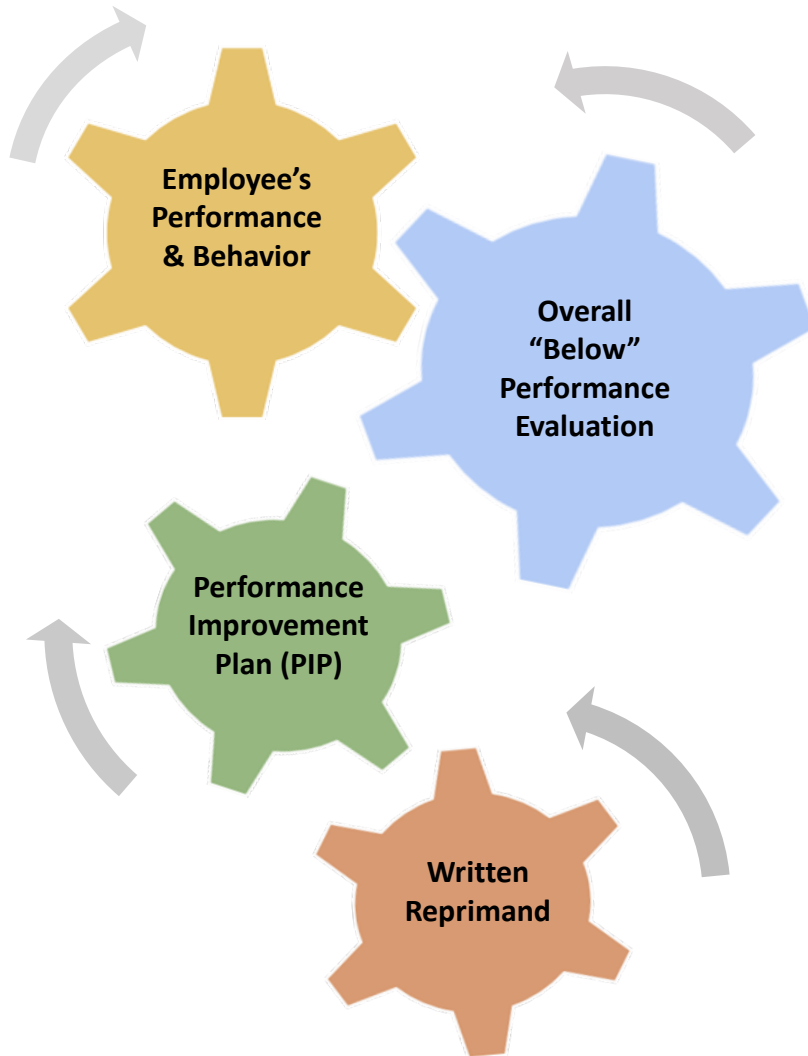 Employee’s
Performance
& Behavior
Overall
“Below”
Performance
Evaluation
Performance
Improvement
Plan (PIP)
Written
Reprimand